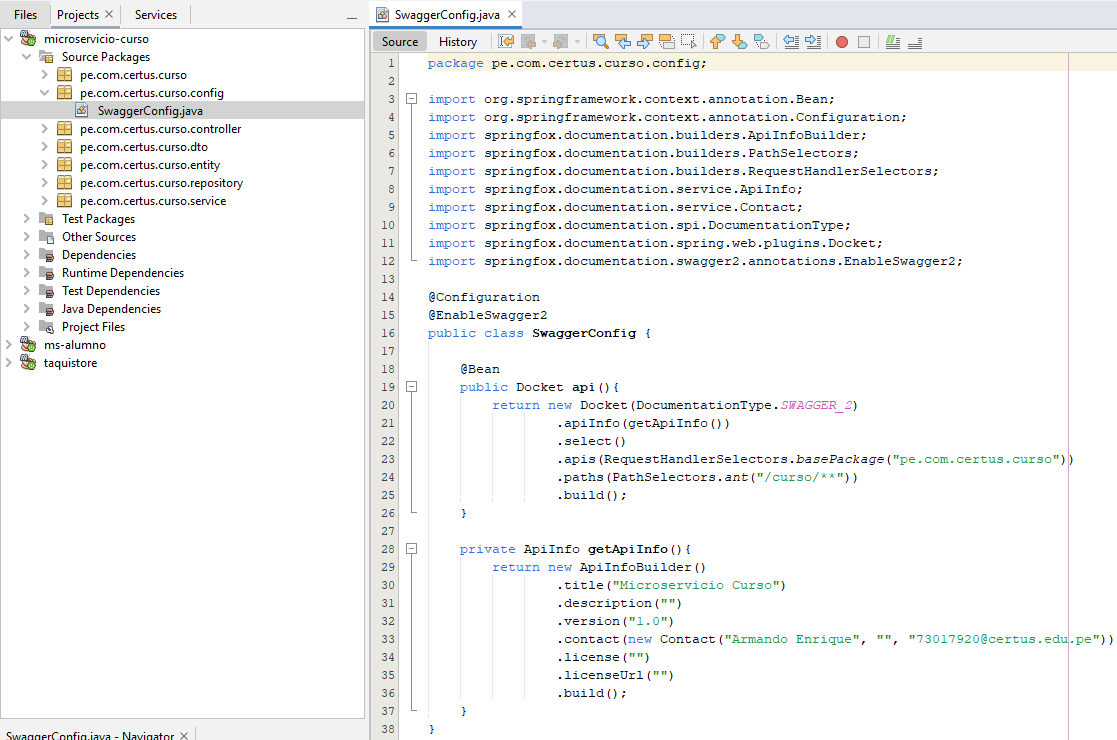 Files
Projects
Services
microservicio-curso
Source Packages
pe.com.certus.curso
pe.com.certus.curso.config
SwaggerConfig.java
pe.com.certus.curso.controller
pe.com.certus.curso.dto
pe.com.certus.curso.entity
pe.com.certus.curso.repository
pe.com.certus.curso.service
Test Packages
Other Sources
Dependencies
Runtime Dependencies
Test Dependencies
Java Dependencies
Project Files
ms-alumno
taquistore
SwaggerConfig.java - Navigator
SwaggerConfig.java
Source History
1 package pe.com.certus.curso.config;
2
3 import org.springframework.context.annotation.Bean;
4 import org.springframework.context.annotation.Configuration;
5 import springfox.documentation.builders.ApiInfoBuilder;
6 import springfox.documentation.builders.PathSelectors;
7 import springfox.documentation.builders.RequestHandlerSelectors;
8 import springfox.documentation.service.ApiInfo;
9 import springfox.documentation.service.Contact;
10 import springfox.documentation.spi.DocumentationType;
11 import springfox.documentation.spring.web.plugins.Docket;
12 import springfox.documentation.swagger2.annotations.EnableSwagger2;
13
14 @Configuration
15 @EnableSwagger2
16 public class SwaggerConfig {
17
18 @Bean
19 public Docket api(){
20 return new Docket(DocumentationType.SWAGGER_2)
21 .apiInfo(getApiInfo())
22 .select()
23 .apis(RequestHandlerSelectors.basePackage("pe.com.certus.curso"))
24 .paths(PathSelectors.ant("/curso/**"))
25 .build();
26 }
27
28 private ApiInfo getApiInfo(){
29 return new ApiInfoBuilder()
30 .title("Microservicio Curso")
31 .description("")
32 .version("1.0")
33 .contact(new Contact("Armando Enrique", "", "73017920@certus.edu.pe"))
34 .license("")
35 .licenseUrl("")
36 .build();
37 }
38 }